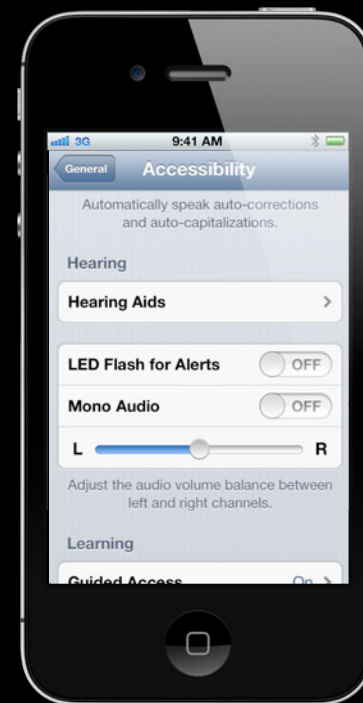 3G 9:41 AM
General Accessibility
Automatically speak auto-corrections
and auto-capitalizations.
Hearing
Hearing Aids
LED Flash for Alerts OFF
Mono Audio OFF
L R
Adjust the audio volume balance between
left and right channels.
Learning
Guided Access On